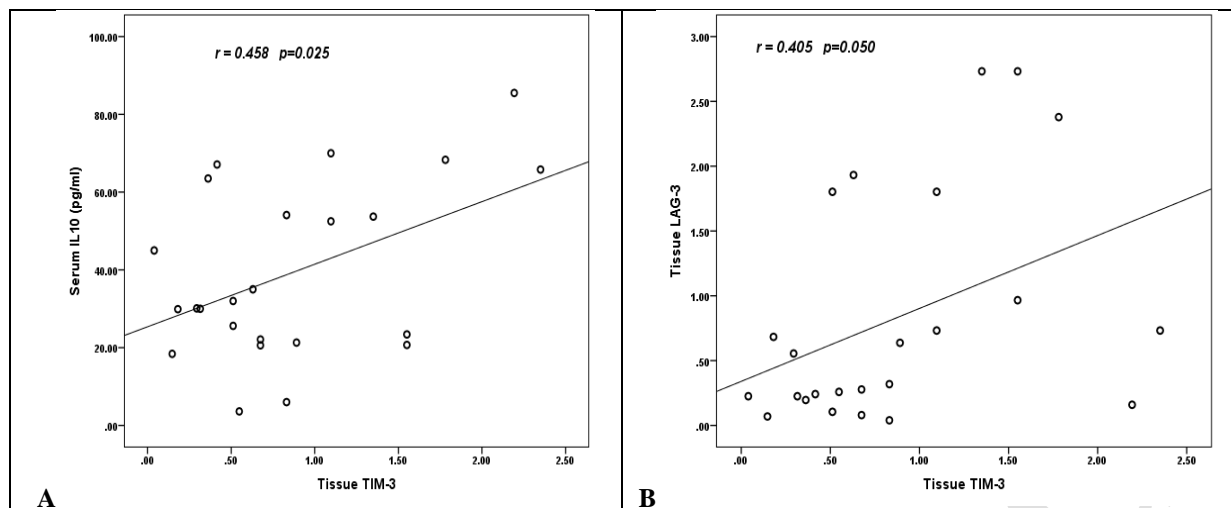 r = 0.458 p=0.025
100.00
80.00
60.00
40.00
20.00
.00
Serum IL10 (pg/ml)
.00 .50 1.00 1.50 2.00 2.50
Tissue TIM-3
A
r = 0.405 p=0.050
3.00
2.50
2.00
1.50
1.00
.50
.00
Tissue LAG-3
.00 .50 1.00 1.50 2.00 2.50
Tissue TIM-3
B